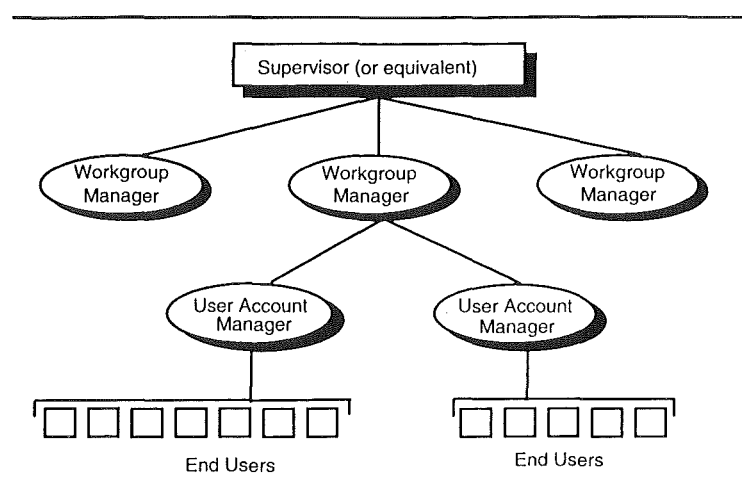 Supervisor (or equivalent)
Workgroup
Manager
Workgroup
Manager
Workgroup
Manager
User Account
Manager
User Account
Manager
End Users
End Users